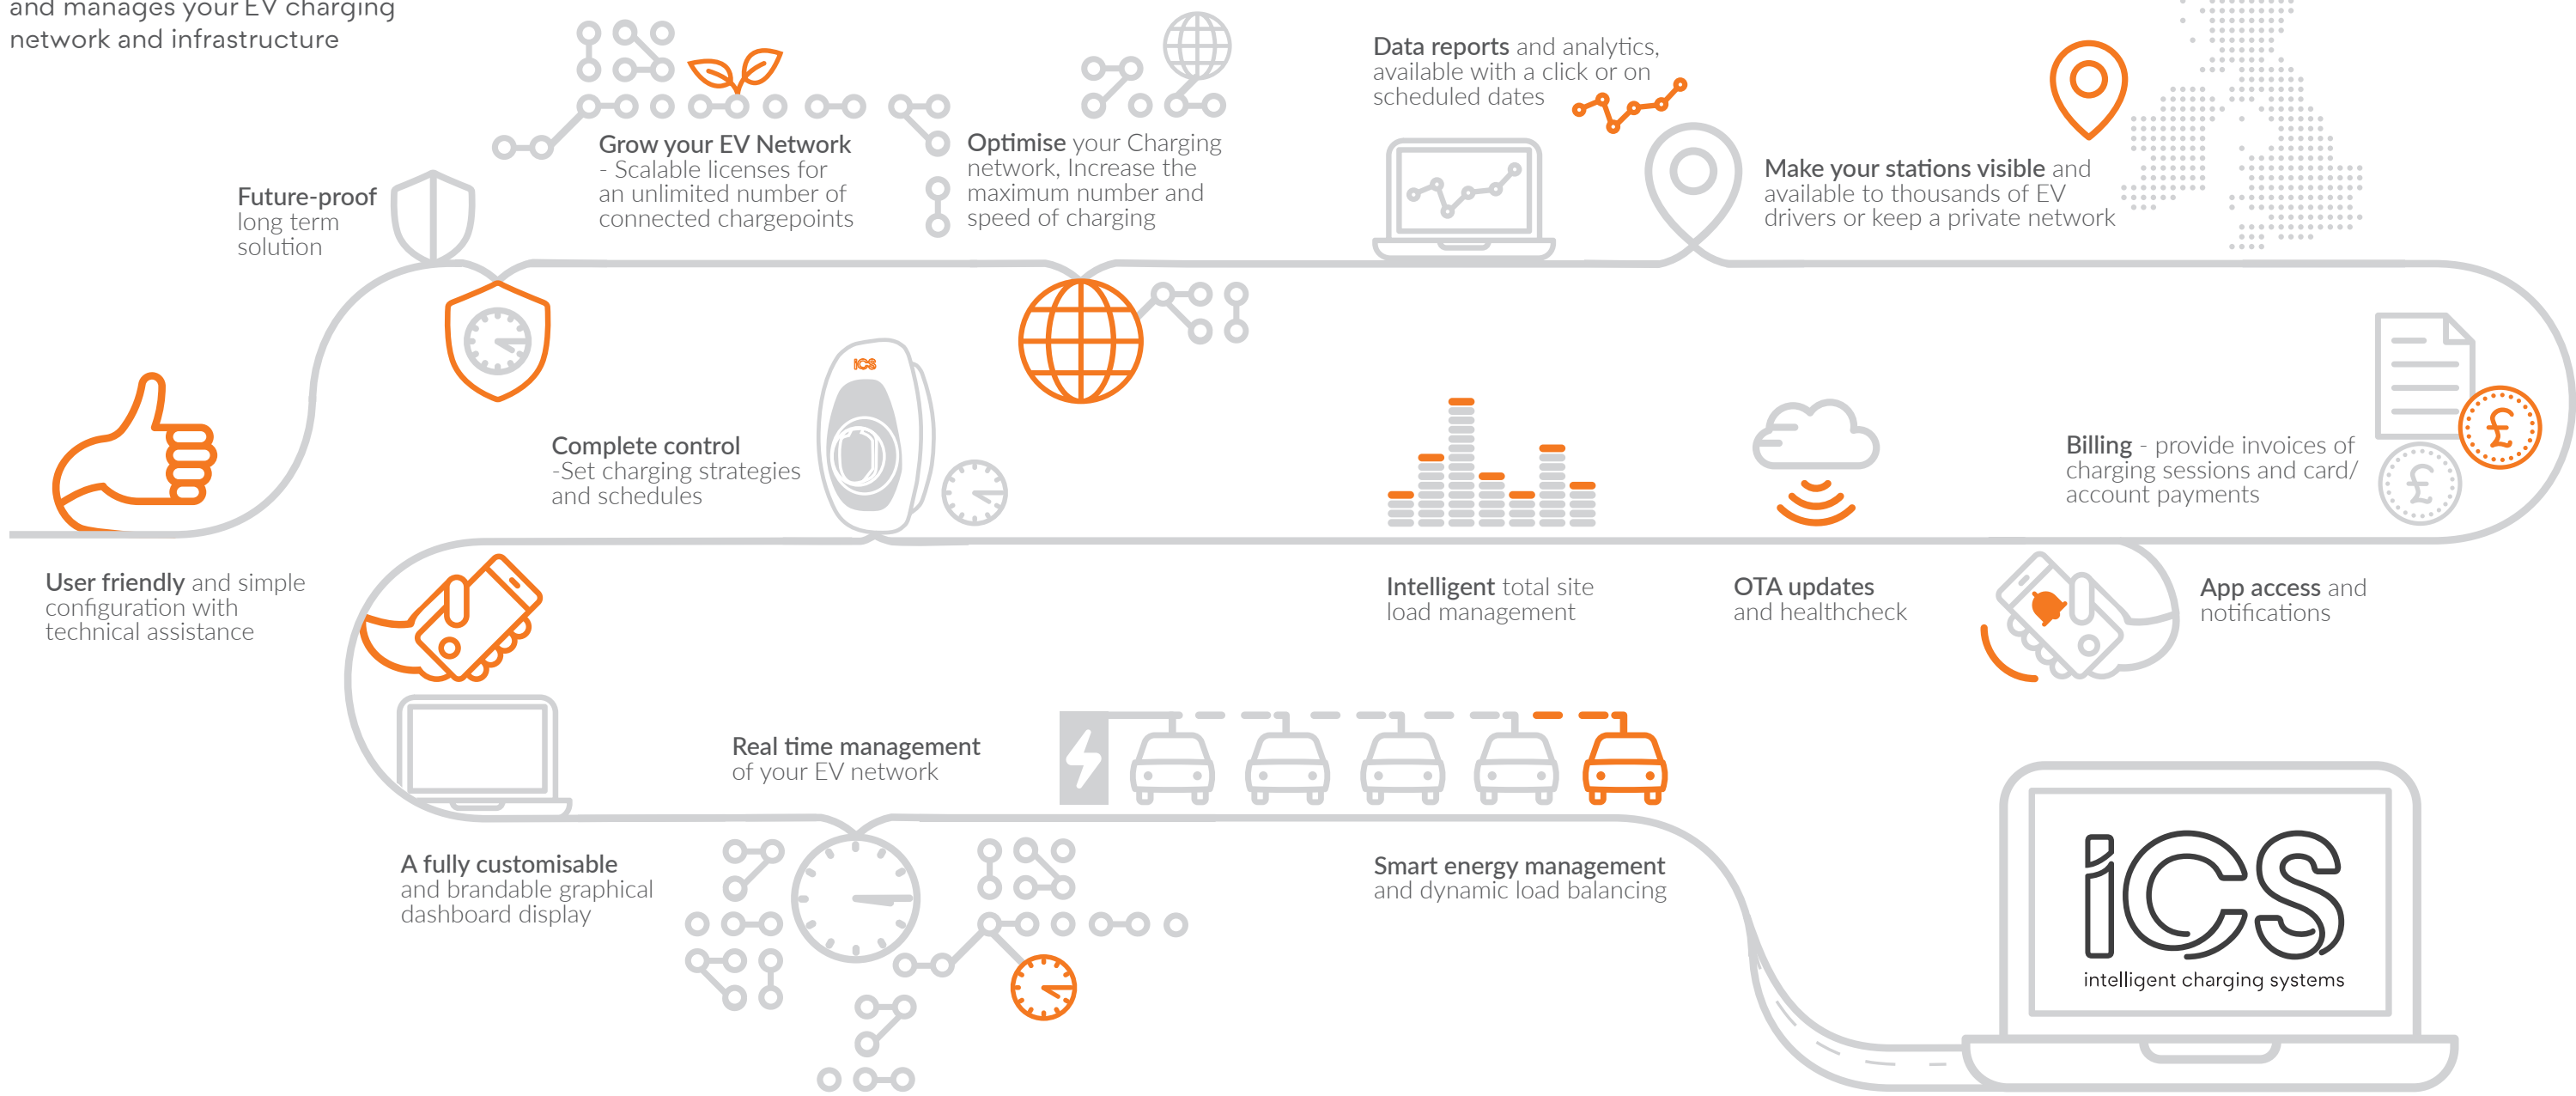 and manages your EV charging
network and infrastructure
Future-proof
long term
solution
Grow your EV Network
- Scalable licenses for
an unlimited number of
connected chargepoints
Optimise your Charging
network, Increase the
maximum number and
speed of charging
Data reports and analytics,
available with a click or on
scheduled dates
Make your stations visible and
available to thousands of EV
drivers or keep a private network
Complete control
-Set charging strategies
and schedules
iCS
Billing - provide invoices of
charging sessions and card/
account payments
£
£
User friendly and simple
configuration with
technical assistance
Intelligent total site
load management
OTA updates
and healthcheck
App access and
notifications
Real time management
of your EV network
A fully customisable
and brandable graphical
dashboard display
Smart energy management
and dynamic load balancing
iCS
intelligent charging systems